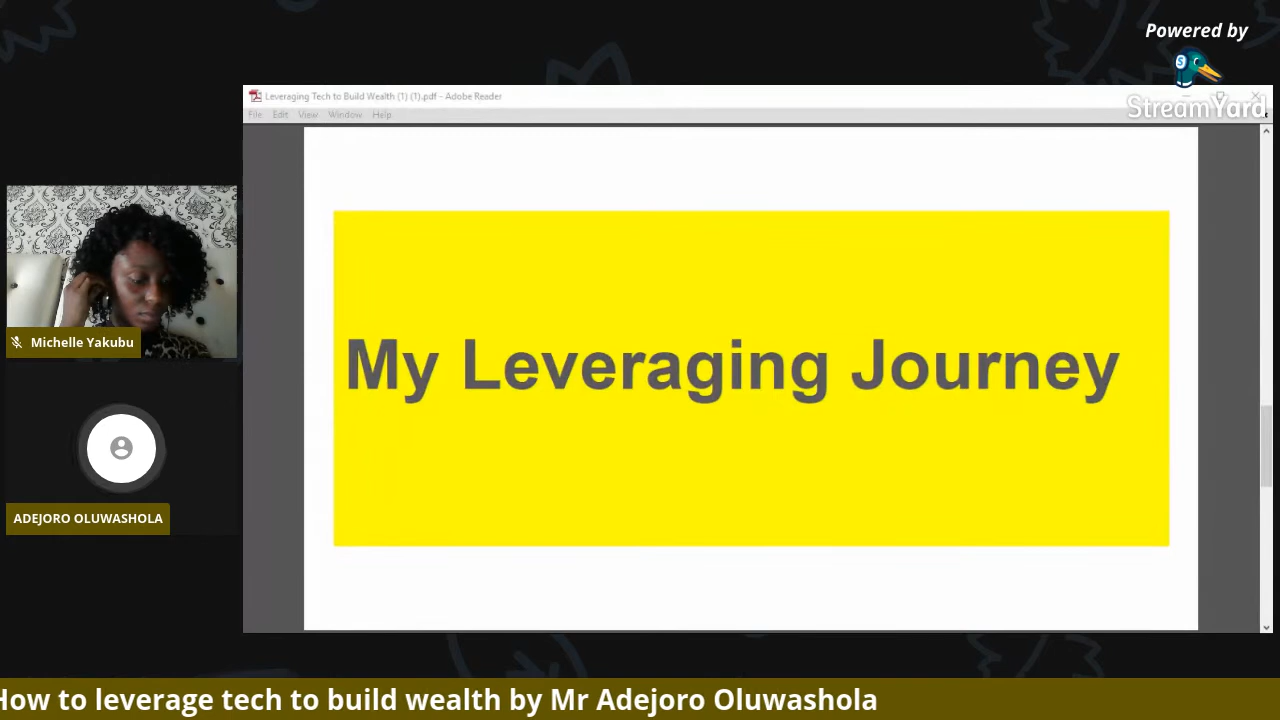 Powered by
StreamYard
Leveraging Tech to Build Wealth (1) (1).pdf - Adobe Reader
File Edit View Window Help
My Leveraging Journey
Michelle Yakubu
ADEJORO OLUWASHOLA
How to leverage tech to build wealth by Mr Adejoro Oluwashola